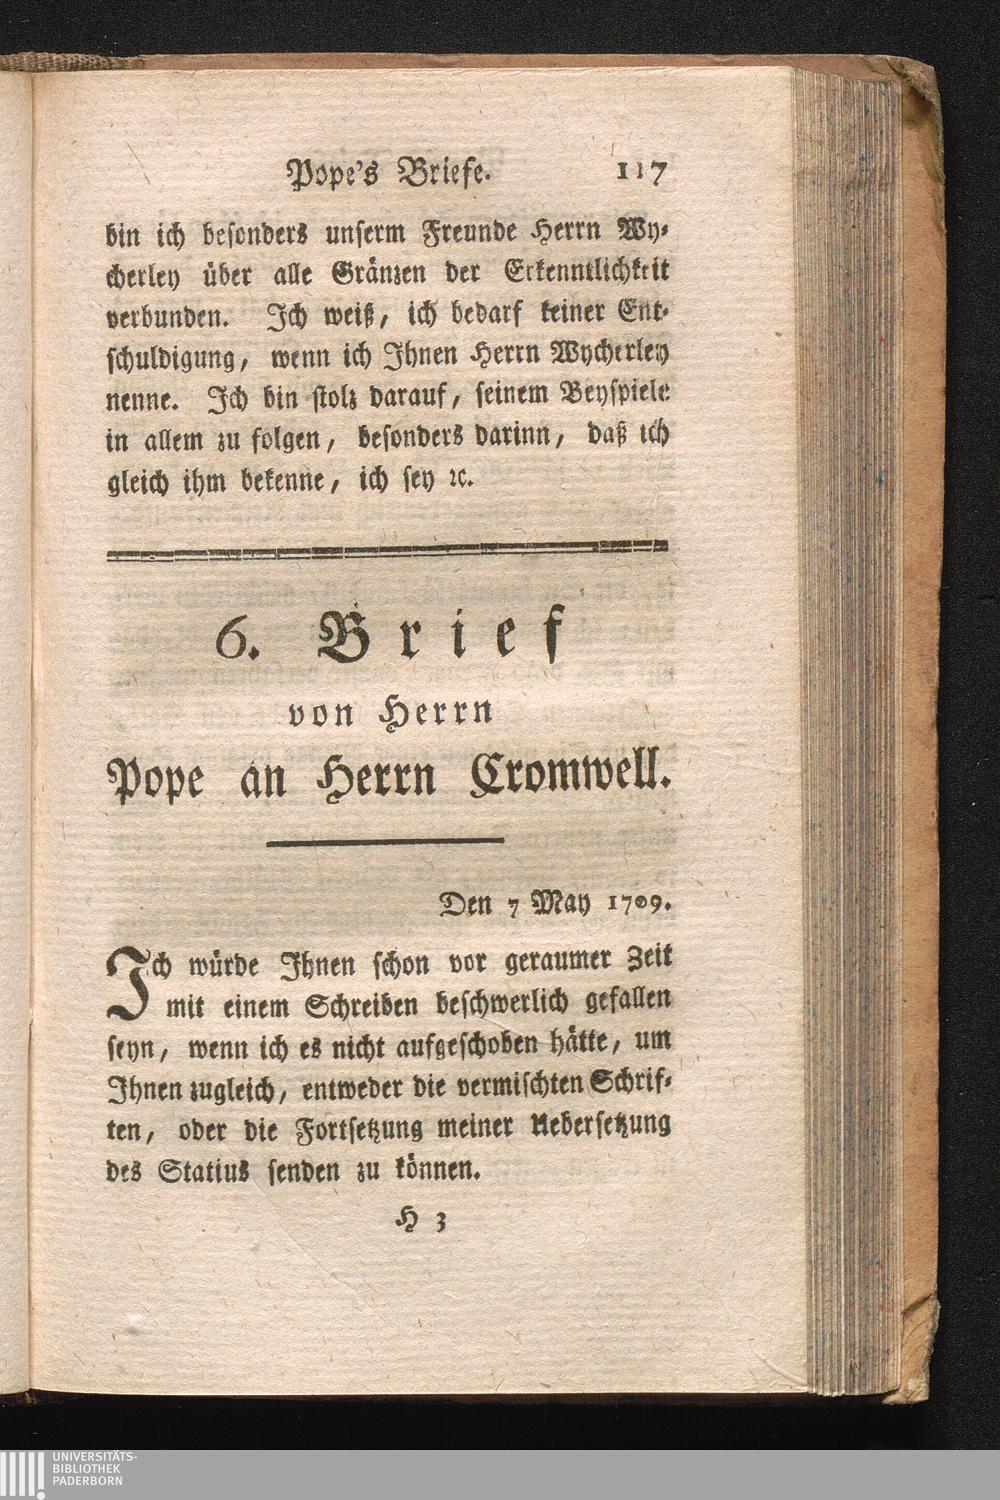 Pope's Briefe. 117
bin ich besonders unserm Freunde Herrn Wy-
cherley über alle Gränzen der Erkenntlichkeit
verbunden. Ich weiß, ich bedarf keiner Ent-
schuldigung, wenn ich Ihnen Herrn Wycherley
nenne. Ich bin stolz darauf, seinem Beyspiele
in allem zu folgen, besonders darinn, daß ich
gleich ihm bekenne, ich sey ꝛc.
6. Brief
von Herrn
Pope an Herrn Cromwell.
Den 7 May 1709.
Ich würde Ihnen schon vor geraumer Zeit
mit einem Schreiben beschwerlich gefallen
seyn, wenn ich es nicht aufgeschoben hätte, um
Ihnen zugleich, entweder die vermischten Schrif-
ten, oder die Fortsetzung meiner Uebersetzung
des Statius senden zu können.
H 3
UNIVERSITÄTS-
BIBLIOTHEK
PADERBORN